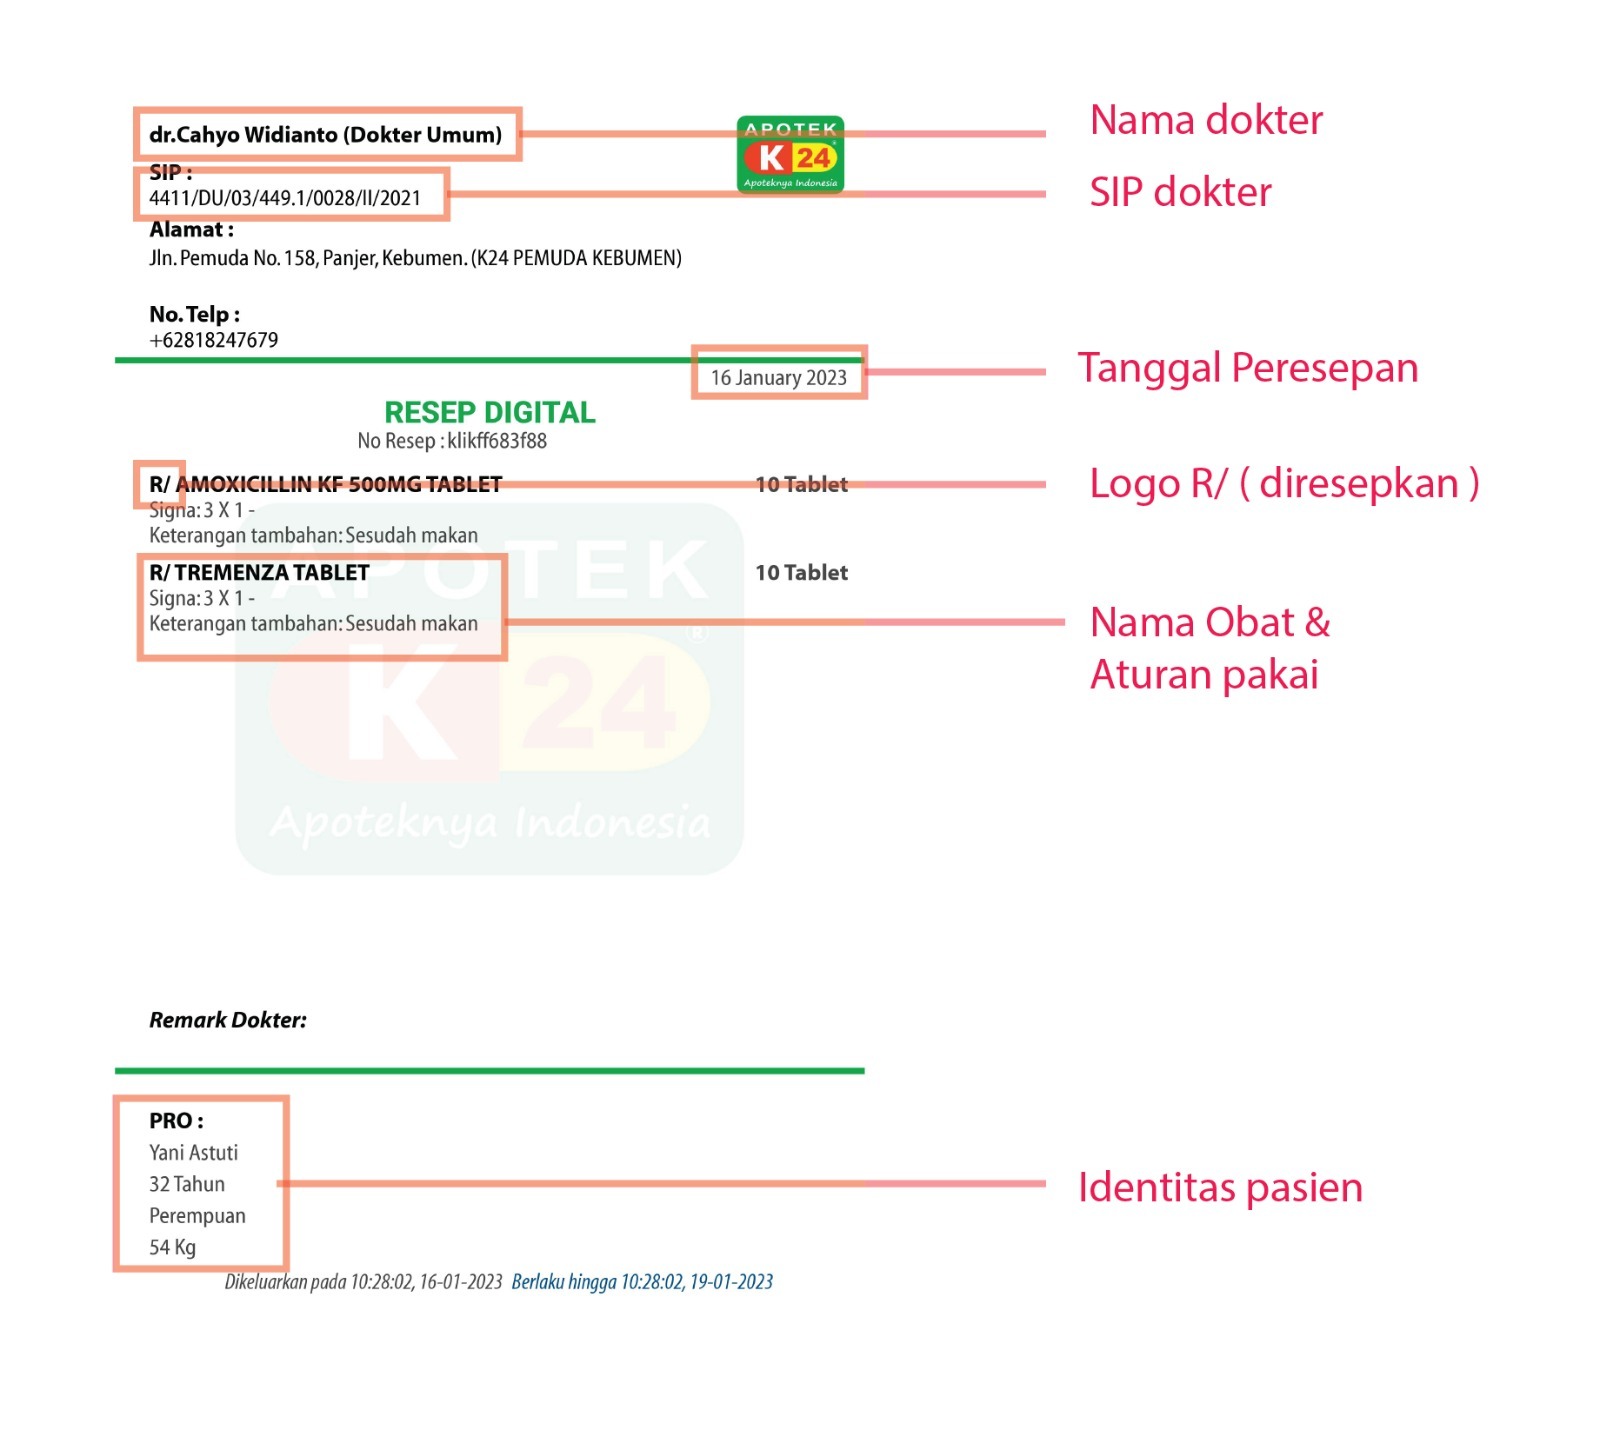 dr.Cahyo Widianto (Dokter Umum)
APOTEK
K 24
Apoteknya Indonesia
Nama dokter
SIP :
4411/DU/03/449.1/0028/II/2021
SIP dokter
Alamat :
Jln. Pemuda No. 158, Panjer, Kebumen. (K24 PEMUDA KEBUMEN)
No. Telp :
+62818247679
16 January 2023
Tanggal Peresepan
RESEP DIGITAL
No Resep : klikff683f88
R/ AMOXICILLIN KF 500MG TABLET 10 Tablet
Logo R/ ( diresepkan )
Signa: 3 X 1 -
Keterangan tambahan: Sesudah makan
R/ TREMENZA TABLET 10 Tablet
Signa: 3 X 1 -
Keterangan tambahan: Sesudah makan
Nama Obat &
Aturan pakai
APOTEK
K 24 ®
Apoteknya Indonesia
Remark Dokter:
PRO :
Yani Astuti
32 Tahun
Perempuan
54 Kg
Identitas pasien
Dikeluarkan pada 10:28:02, 16-01-2023 Berlaku hingga 10:28:02, 19-01-2023